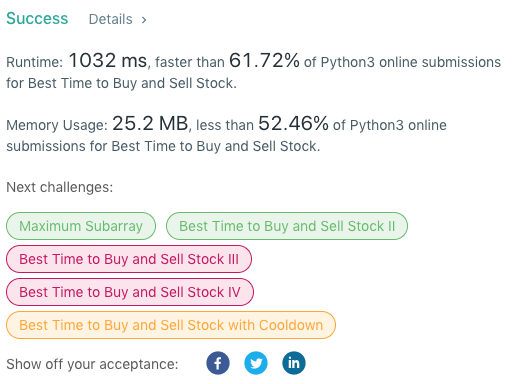 Success Details ›
Runtime: 1032 ms, faster than 61.72% of Python3 online submissions
for Best Time to Buy and Sell Stock.
Memory Usage: 25.2 MB, less than 52.46% of Python3 online
submissions for Best Time to Buy and Sell Stock.
Next challenges:
Maximum Subarray Best Time to Buy and Sell Stock II
Best Time to Buy and Sell Stock III
Best Time to Buy and Sell Stock IV
Best Time to Buy and Sell Stock with Cooldown
Show off your acceptance: f in